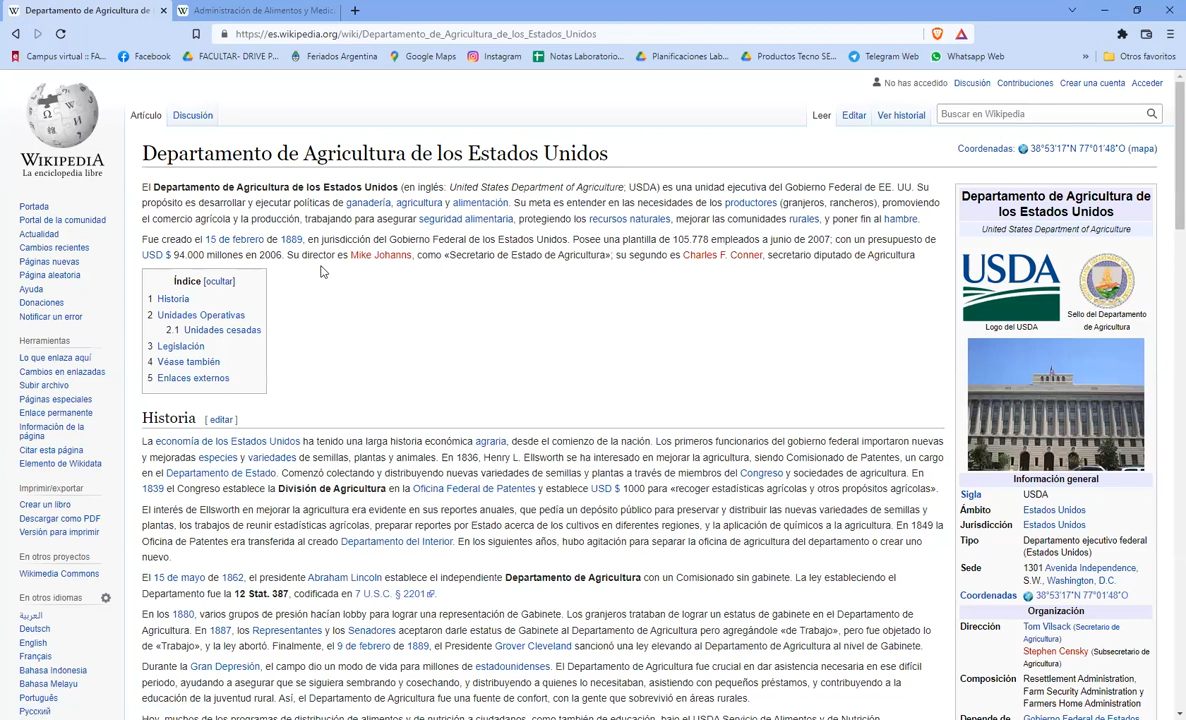 Departamento de Agricultura de
Administración de Alimentos y Medic
https://es.wikipedia.org/wiki/Departamento_de_Agricultura_de_los_Estados_Unidos
Campus virtual :: FA...
Facebook
FACULTAR- DRIVE P...
Feriados Argentina
Google Maps
Instagram
Notas Laboratorio...
Planificaciones Lab...
Productos Tecno SE...
Telegram Web
Whatsapp Web
»
Otros favoritos
No has accedido Discusión Contribuciones Crear una cuenta Acceder
Artículo Discusión
Leer Editar Ver historial
Buscar en Wikipedia
WIKIPEDIA
La enciclopedia libre
Portada
Portal de la comunidad
Actualidad
Cambios recientes
Páginas nuevas
Página aleatoria
Ayuda
Donaciones
Notificar un error
Herramientas
Lo que enlaza aquí
Cambios en enlazadas
Subir archivo
Páginas especiales
Enlace permanente
Información de la
página
Citar esta página
Elemento de Wikidata
Imprimir/exportar
Crear un libro
Descargar como PDF
Versión para imprimir
En otros proyectos
Wikimedia Commons
En otros idiomas
العربية
Deutsch
English
Français
Bahasa Indonesia
Bahasa Melayu
Português
Русский
Departamento de Agricultura de los Estados Unidos
Coordenadas: 38°53′17″N 77°01′48″O (mapa)
El Departamento de Agricultura de los Estados Unidos (en inglés: United States Department of Agriculture; USDA) es una unidad ejecutiva del Gobierno Federal de EE. UU. Su
propósito es desarrollar y ejecutar políticas de ganadería, agricultura y alimentación. Su meta es entender en las necesidades de los productores (granjeros, rancheros), promoviendo
el comercio agrícola y la producción, trabajando para asegurar seguridad alimentaria, protegiendo los recursos naturales, mejorar las comunidades rurales, y poner fin al hambre.
Fue creado el 15 de febrero de 1889, en jurisdicción del Gobierno Federal de los Estados Unidos. Posee una plantilla de 105.778 empleados a junio de 2007; con un presupuesto de
USD $ 94.000 millones en 2006. Su director es Mike Johanns, como «Secretario de Estado de Agricultura»; su segundo es Charles F. Conner, secretario diputado de Agricultura
Índice [ocultar]
1 Historia
2 Unidades Operativas
2.1 Unidades cesadas
3 Legislación
4 Véase también
5 Enlaces externos
Historia [ editar ]
La economía de los Estados Unidos ha tenido una larga historia económica agraria, desde el comienzo de la nación. Los primeros funcionarios del gobierno federal importaron nuevas
y mejoradas especies y variedades de semillas, plantas y animales. En 1836, Henry L. Ellsworth se ha interesado en mejorar la agricultura, siendo Comisionado de Patentes, un cargo
en el Departamento de Estado. Comenzó colectando y distribuyendo nuevas variedades de semillas y plantas a través de miembros del Congreso y sociedades de agricultura. En
1839 el Congreso establece la División de Agricultura en la Oficina Federal de Patentes y establece USD $ 1000 para «recoger estadísticas agrícolas y otros propósitos agrícolas».
El interés de Ellsworth en mejorar la agricultura era evidente en sus reportes anuales, que pedía un depósito público para preservar y distribuir las nuevas variedades de semillas y
plantas, los trabajos de reunir estadísticas agrícolas, preparar reportes por Estado acerca de los cultivos en diferentes regiones, y la aplicación de químicos a la agricultura. En 1849 la
Oficina de Patentes era transferida al creado Departamento del Interior. En los siguientes años, hubo agitación para separar la oficina de agricultura del departamento o crear uno
nuevo.
El 15 de mayo de 1862, el presidente Abraham Lincoln establece el independiente Departamento de Agricultura con un Comisionado sin gabinete. La ley estableciendo el
Departamento fue la 12 Stat. 387, codificada en 7 U.S.C. § 2201.
En los 1880, varios grupos de presión hacían lobby para lograr una representación de Gabinete. Los granjeros trataban de lograr un estatus de gabinete en el Departamento de
Agricultura. En 1887, los Representantes y los Senadores aceptaron darle estatus de Gabinete al Departamento de Agricultura pero agregándole «de Trabajo», pero fue objetado lo
de «Trabajo», y la ley abortó. Finalmente, el 9 de febrero de 1889, el Presidente Grover Cleveland sancionó una ley elevando al Departamento de Agricultura al nivel de Gabinete.
Durante la Gran Depresión, el campo dio un modo de vida para millones de estadounidenses. El Departamento de Agricultura fue crucial en dar asistencia necesaria en ese difícil
periodo, ayudando a asegurar que se siguiera sembrando y cosechando, y distribuyendo a quienes lo necesitaban, asistiendo con pequeños préstamos, y contribuyendo a la
educación de la juventud rural. Así, el Departamento de Agricultura fue una fuente de confort, con la gente que sobrevivió en áreas rurales.
Hoy, muchos de los programas de distribución de alimentos y de nutrición a ciudadanos, como también de educación, bajo el USDA Servicio de Alimentos y de Nutrición
Departamento de Agricultura de
los Estados Unidos
United States Department of Agriculture
USDA
Logo del USDA
Sello del Departamento
de Agricultura
Información general
Sigla USDA
Ámbito Estados Unidos
Jurisdicción Estados Unidos
Tipo Departamento ejecutivo federal
(Estados Unidos)
Sede 1301 Avenida Independence,
S.W., Washington, D.C.
Coordenadas 38°53′17″N 77°01′48″O
Organización
Dirección Tom Vilsack (Secretario de
Agricultura)
Stephen Censky (Subsecretario de
Agricultura)
Composición Resettlement Administration,
Farm Security Administration y
Farmers Home Administration
Depende de Gobierno Federal de Estados